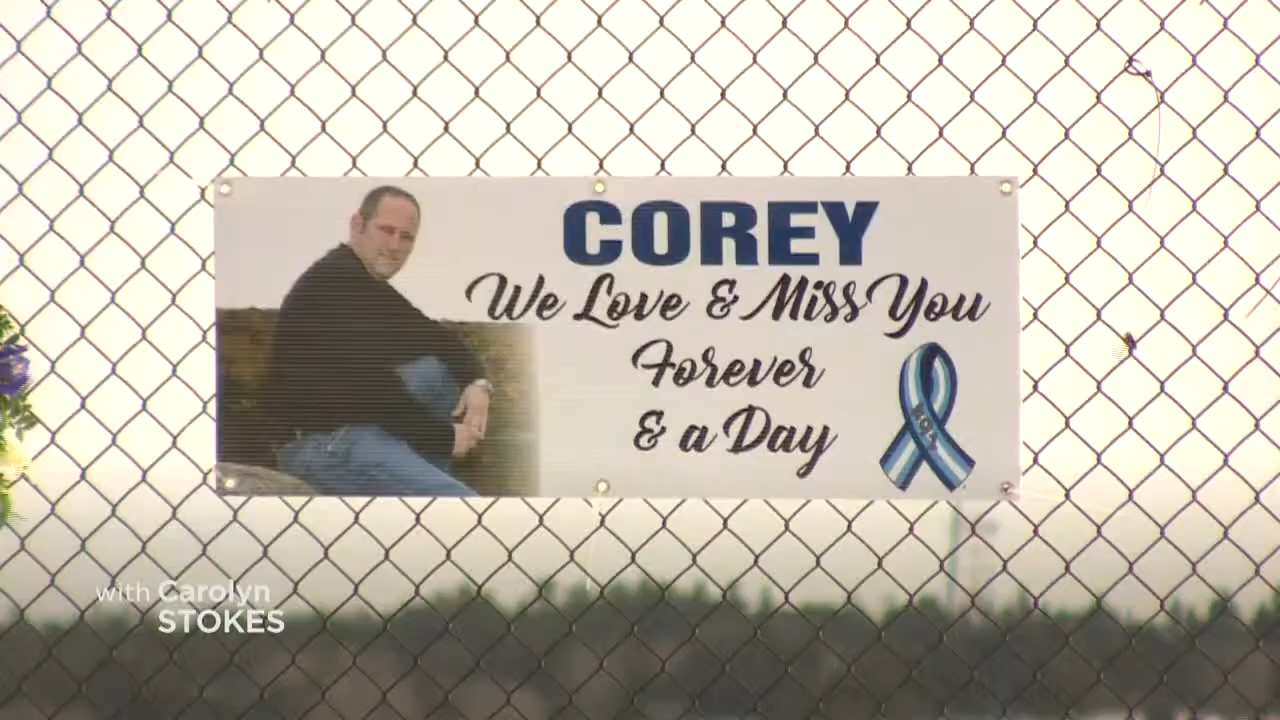 COREY
We Love & Miss You
Forever
& a Day
with Carolyn
STOKES